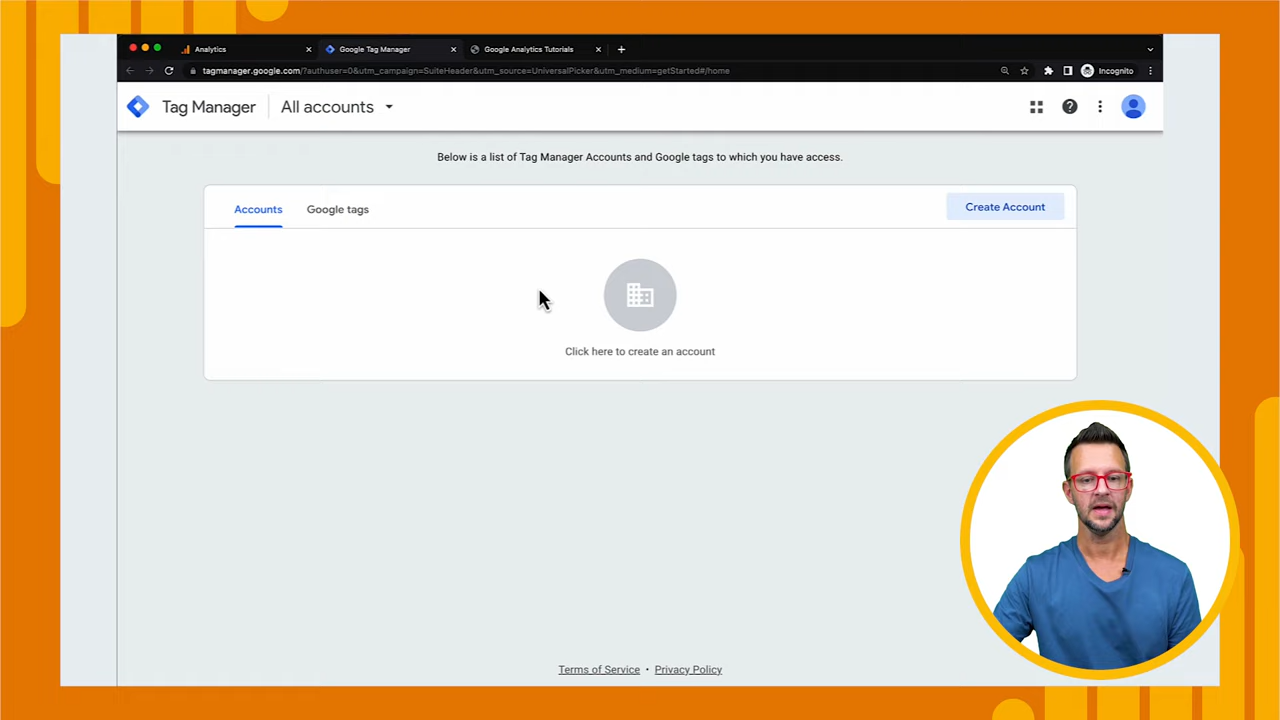 Analytics
Google Tag Manager
Google Analytics Tutorials
tagmanager.google.com/?authuser=0&utm_campaign=SuiteHeader&utm_source=UniversalPicker&utm_medium=getStarted#/home
Incognito
Tag Manager
All accounts
Below is a list of Tag Manager Accounts and Google tags to which you have access.
Accounts
Google tags
Create Account
Click here to create an account
Terms of Service • Privacy Policy